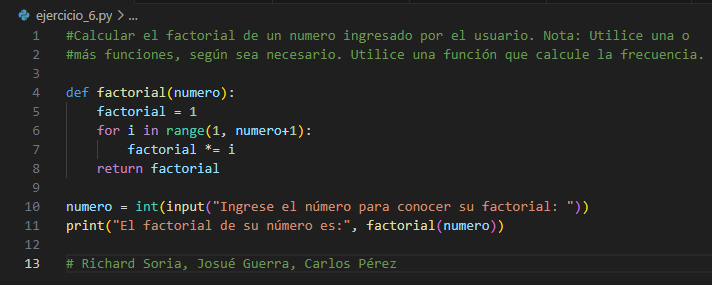 ejercicio_6.py > ...
1 #Calcular el factorial de un numero ingresado por el usuario. Nota: Utilice una o
2 #más funciones, según sea necesario. Utilice una función que calcule la frecuencia.
3
4 def factorial(numero):
5     factorial = 1
6     for i in range(1, numero+1):
7         factorial *= i
8     return factorial
9
10 numero = int(input("Ingrese el número para conocer su factorial: "))
11 print("El factorial de su número es:", factorial(numero))
12
13 # Richard Soria, Josué Guerra, Carlos Pérez